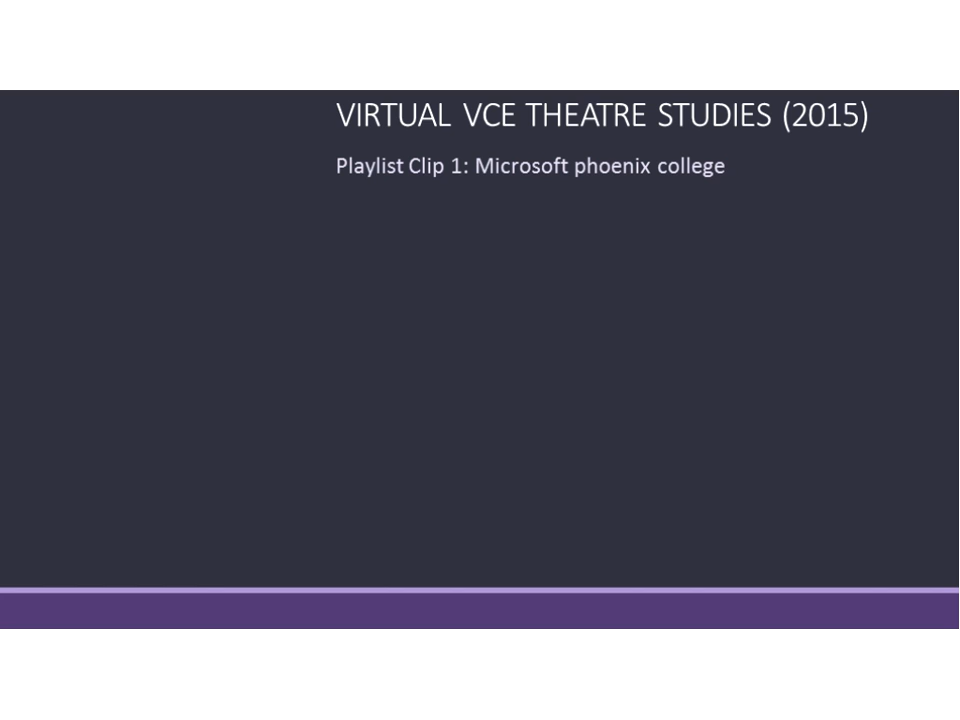 VIRTUAL VCE THEATRE STUDIES (2015)
Playlist Clip 1: Microsoft phoenix college